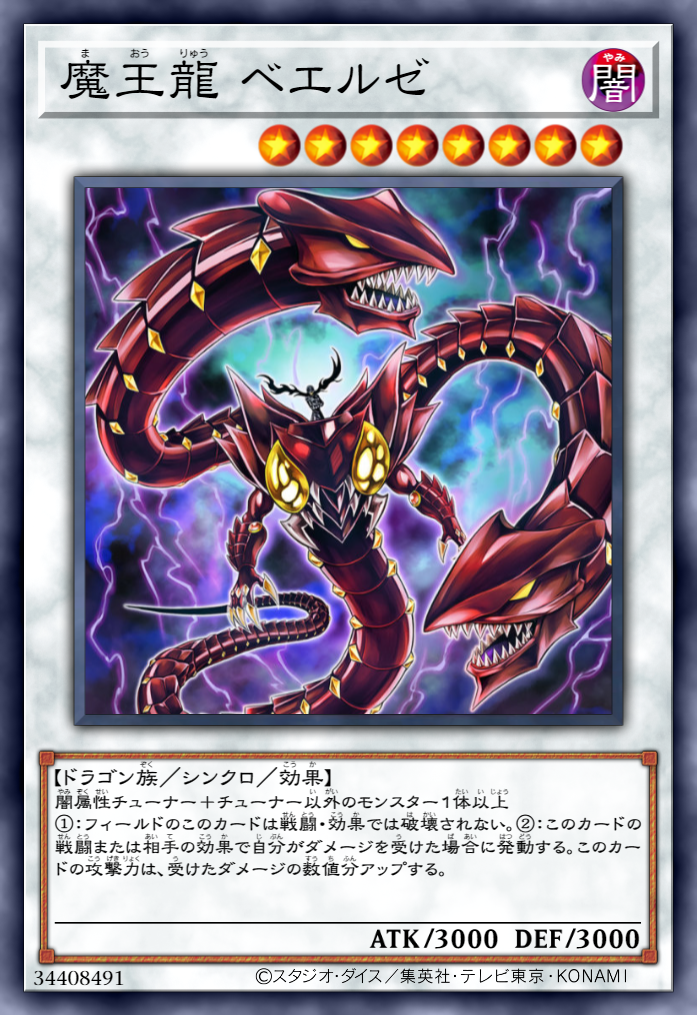 魔王龍 ベエルゼ
闇
【ドラゴン族／シンクロ／効果】
闇属性チューナー＋チューナー以外のモンスター１体以上
①：フィールドのこのカードは戦闘・効果では破壊されない。②：このカードの
戦闘または相手の効果で自分がダメージを受けた場合に発動する。このカー
ドの攻撃力は、受けたダメージの数値分アップする。
ATK/3000 DEF/3000
34408491 ©スタジオ・ダイス／集英社・テレビ東京・KONAMI